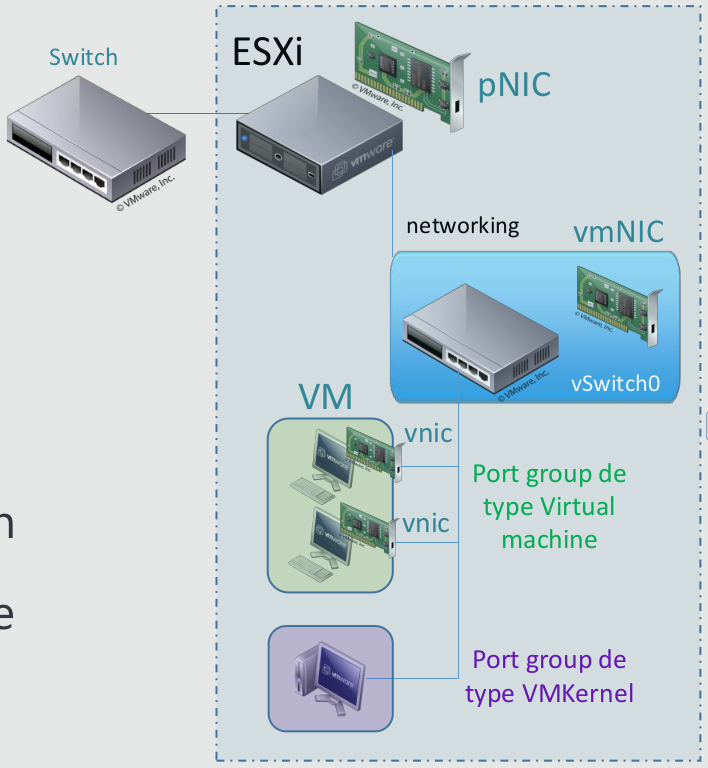 Switch
ESXi
pNIC
© VMware, Inc.
vmware
© VMware, Inc.
networking
vmNIC
© VMware, Inc.
© VMware, Inc.
vSwitch0
VM
vnic
vmware
Port group de
type Virtual
machine
vnic
vmware
n
e
Port group de
type VMKernel
vmware